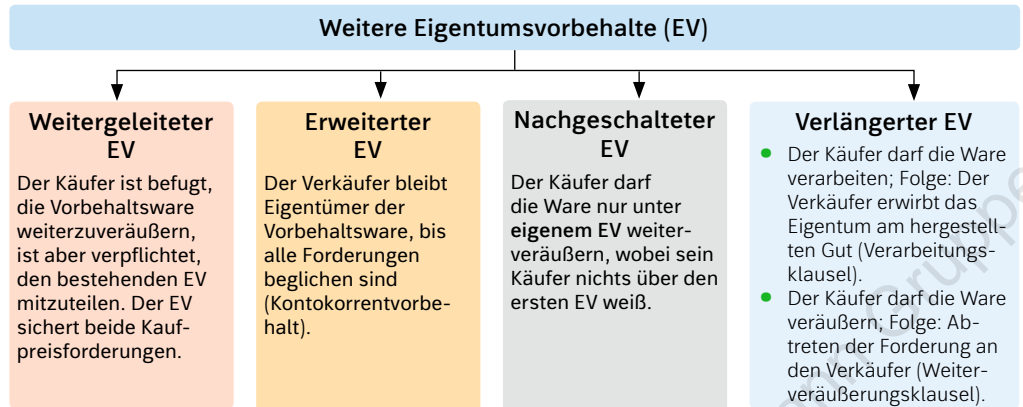 Weitere Eigentumsvorbehalte (EV)
Weitergeleiteter
EV
Der Käufer ist befugt,
die Vorbehaltsware
weiterzuveräußern,
ist aber verpflichtet,
den bestehenden EV
mitzuteilen. Der EV
sichert beide Kauf-
preisforderungen.
Erweiterter
EV
Der Verkäufer bleibt
Eigentümer der
Vorbehaltsware, bis
alle Forderungen
beglichen sind
(Kontokorrentvorbe-
halt).
Nachgeschalteter
EV
Der Käufer darf
die Ware nur unter
eigenem EV weiter-
veräußern, wobei sein
Käufer nichts über den
ersten EV weiß.
Verlängerter EV
• Der Käufer darf die Ware
verarbeiten; Folge: Der
Verkäufer erwirbt das
Eigentum am hergestell-
ten Gut (Verarbeitungs-
klausel).
• Der Käufer darf die Ware
veräußern; Folge: Ab-
treten der Forderung an
den Verkäufer (Weiter-
veräußerungsklausel).
Gruppe